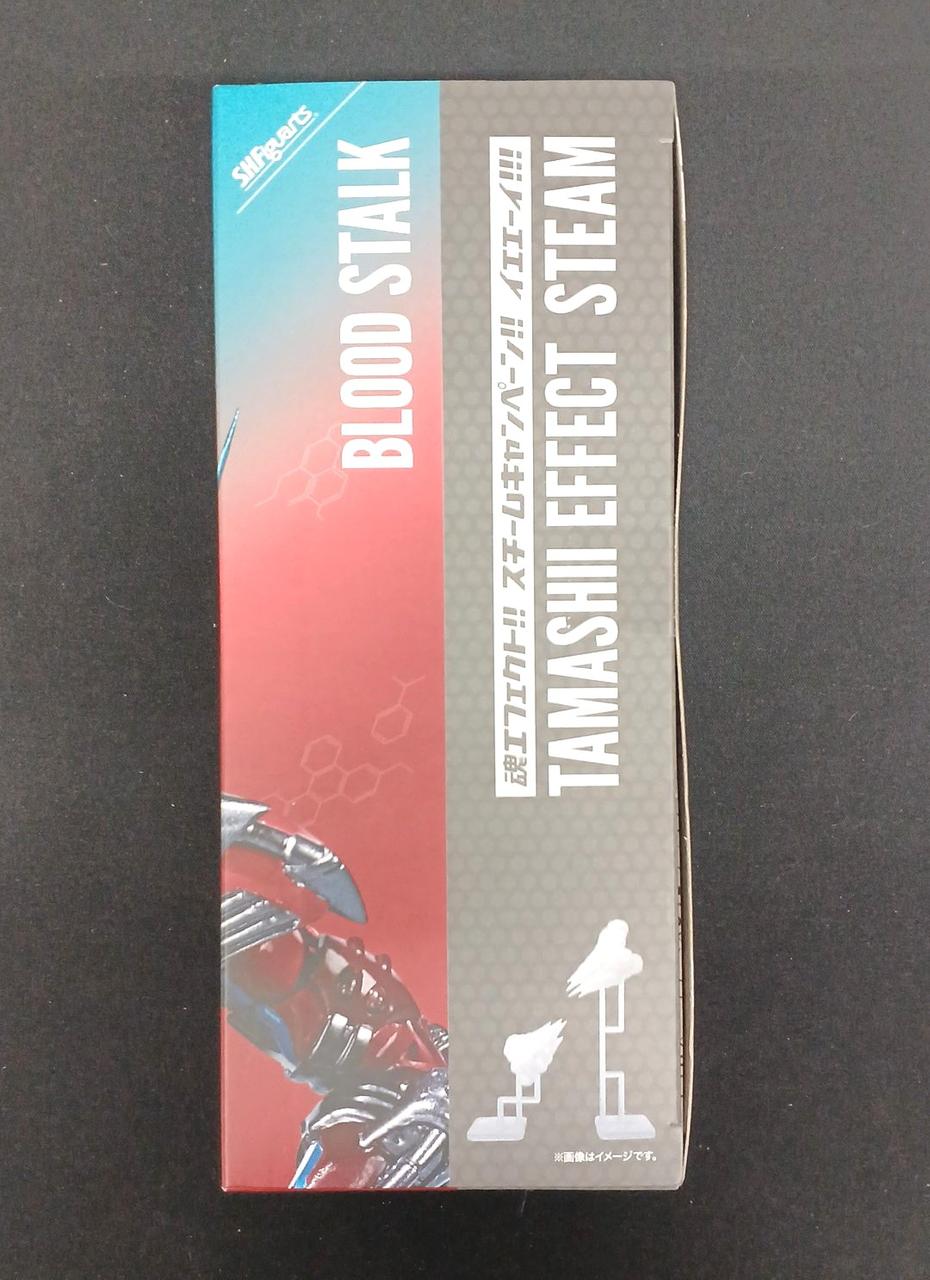 S.H.Figuarts
BLOOD STALK
魂エフェクト!! スチームキャンペーン!! イエエーイ!!!
TAMASHII EFFECT STEAM
※画像はイメージです。